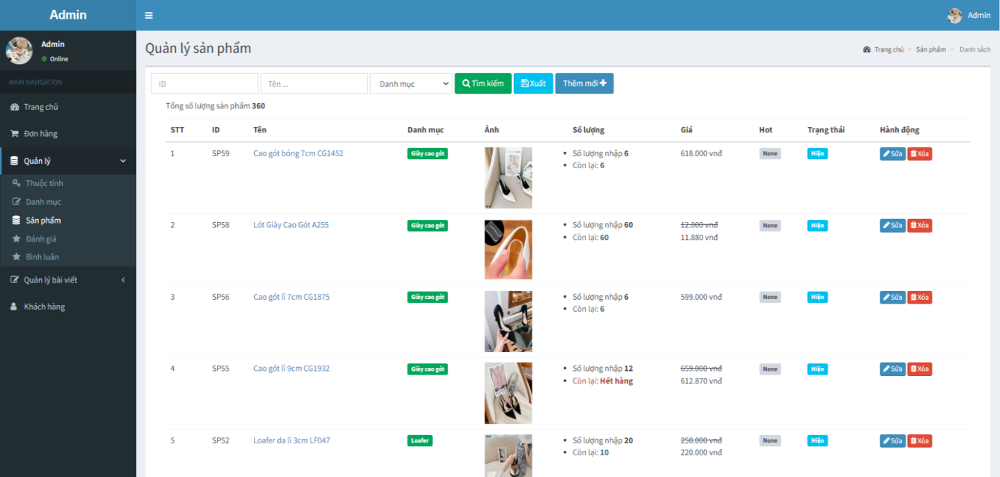 Admin
Admin
Admin
Online
Quản lý sản phẩm
Trang chủ > Sản phẩm > Danh sách
MAIN NAVIGATION
Trang chủ
Đơn hàng
Quản lý
Thuộc tính
Danh mục
Sản phẩm
Đánh giá
Bình luân
Quản lý bài viết
Khách hàng
ID Tên ... Danh mục Tìm kiếm Xuất Thêm mới
Tổng số lượng sản phẩm 360
STT ID Tên Danh mục Ảnh Số lượng Giá Hot Trạng thái Hành động
1 SP59 Cao gót bóng 7cm CG1452 Giày cao gót Số lượng nhập 6 618.000 vnđ None Hiện Sửa Xóa
Còn lại: 6
2 SP58 Lót Giày Cao Gót A255 Giày cao gót Số lượng nhập 60 12.000 vnđ None Hiện Sửa Xóa
Còn lại: 60 11.880 vnđ
3 SP56 Cao gót lì 7cm CG1875 Giày cao gót Số lượng nhập 6 599.000 vnđ None Hiện Sửa Xóa
Còn lại: 6
4 SP55 Cao gót lì 9cm CG1932 Giày cao gót Số lượng nhập 12 659.000 vnđ None Hiện Sửa Xóa
Còn lại: Hết hàng 612.870 vnđ
5 SP52 Loafer da lì 3cm LF047 Loafer Số lượng nhập 20 250.000 vnđ None Hiện Sửa Xóa
Còn lại: 10 220.000 vnđ